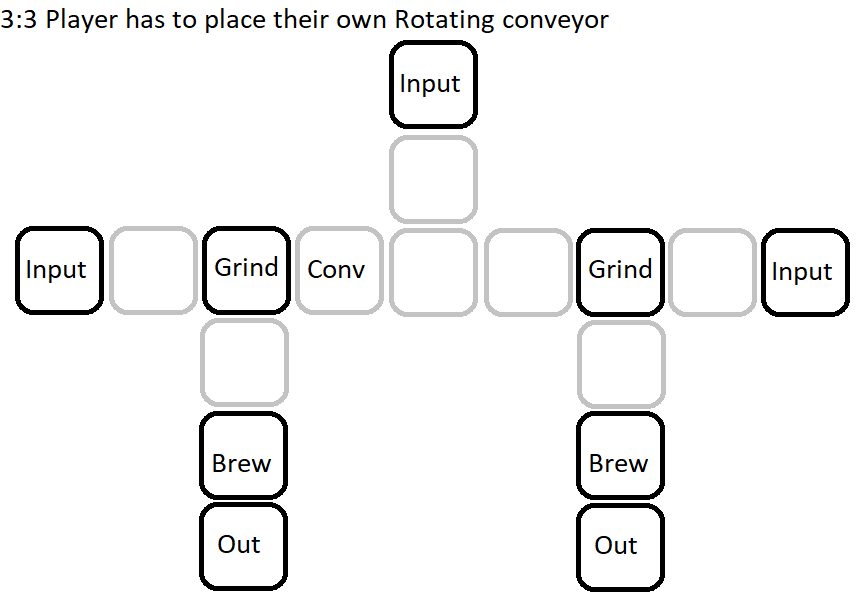 3:3 Player has to place their own Rotating conveyor
Input
Input Grind Conv Grind Input
Brew Brew
Out Out